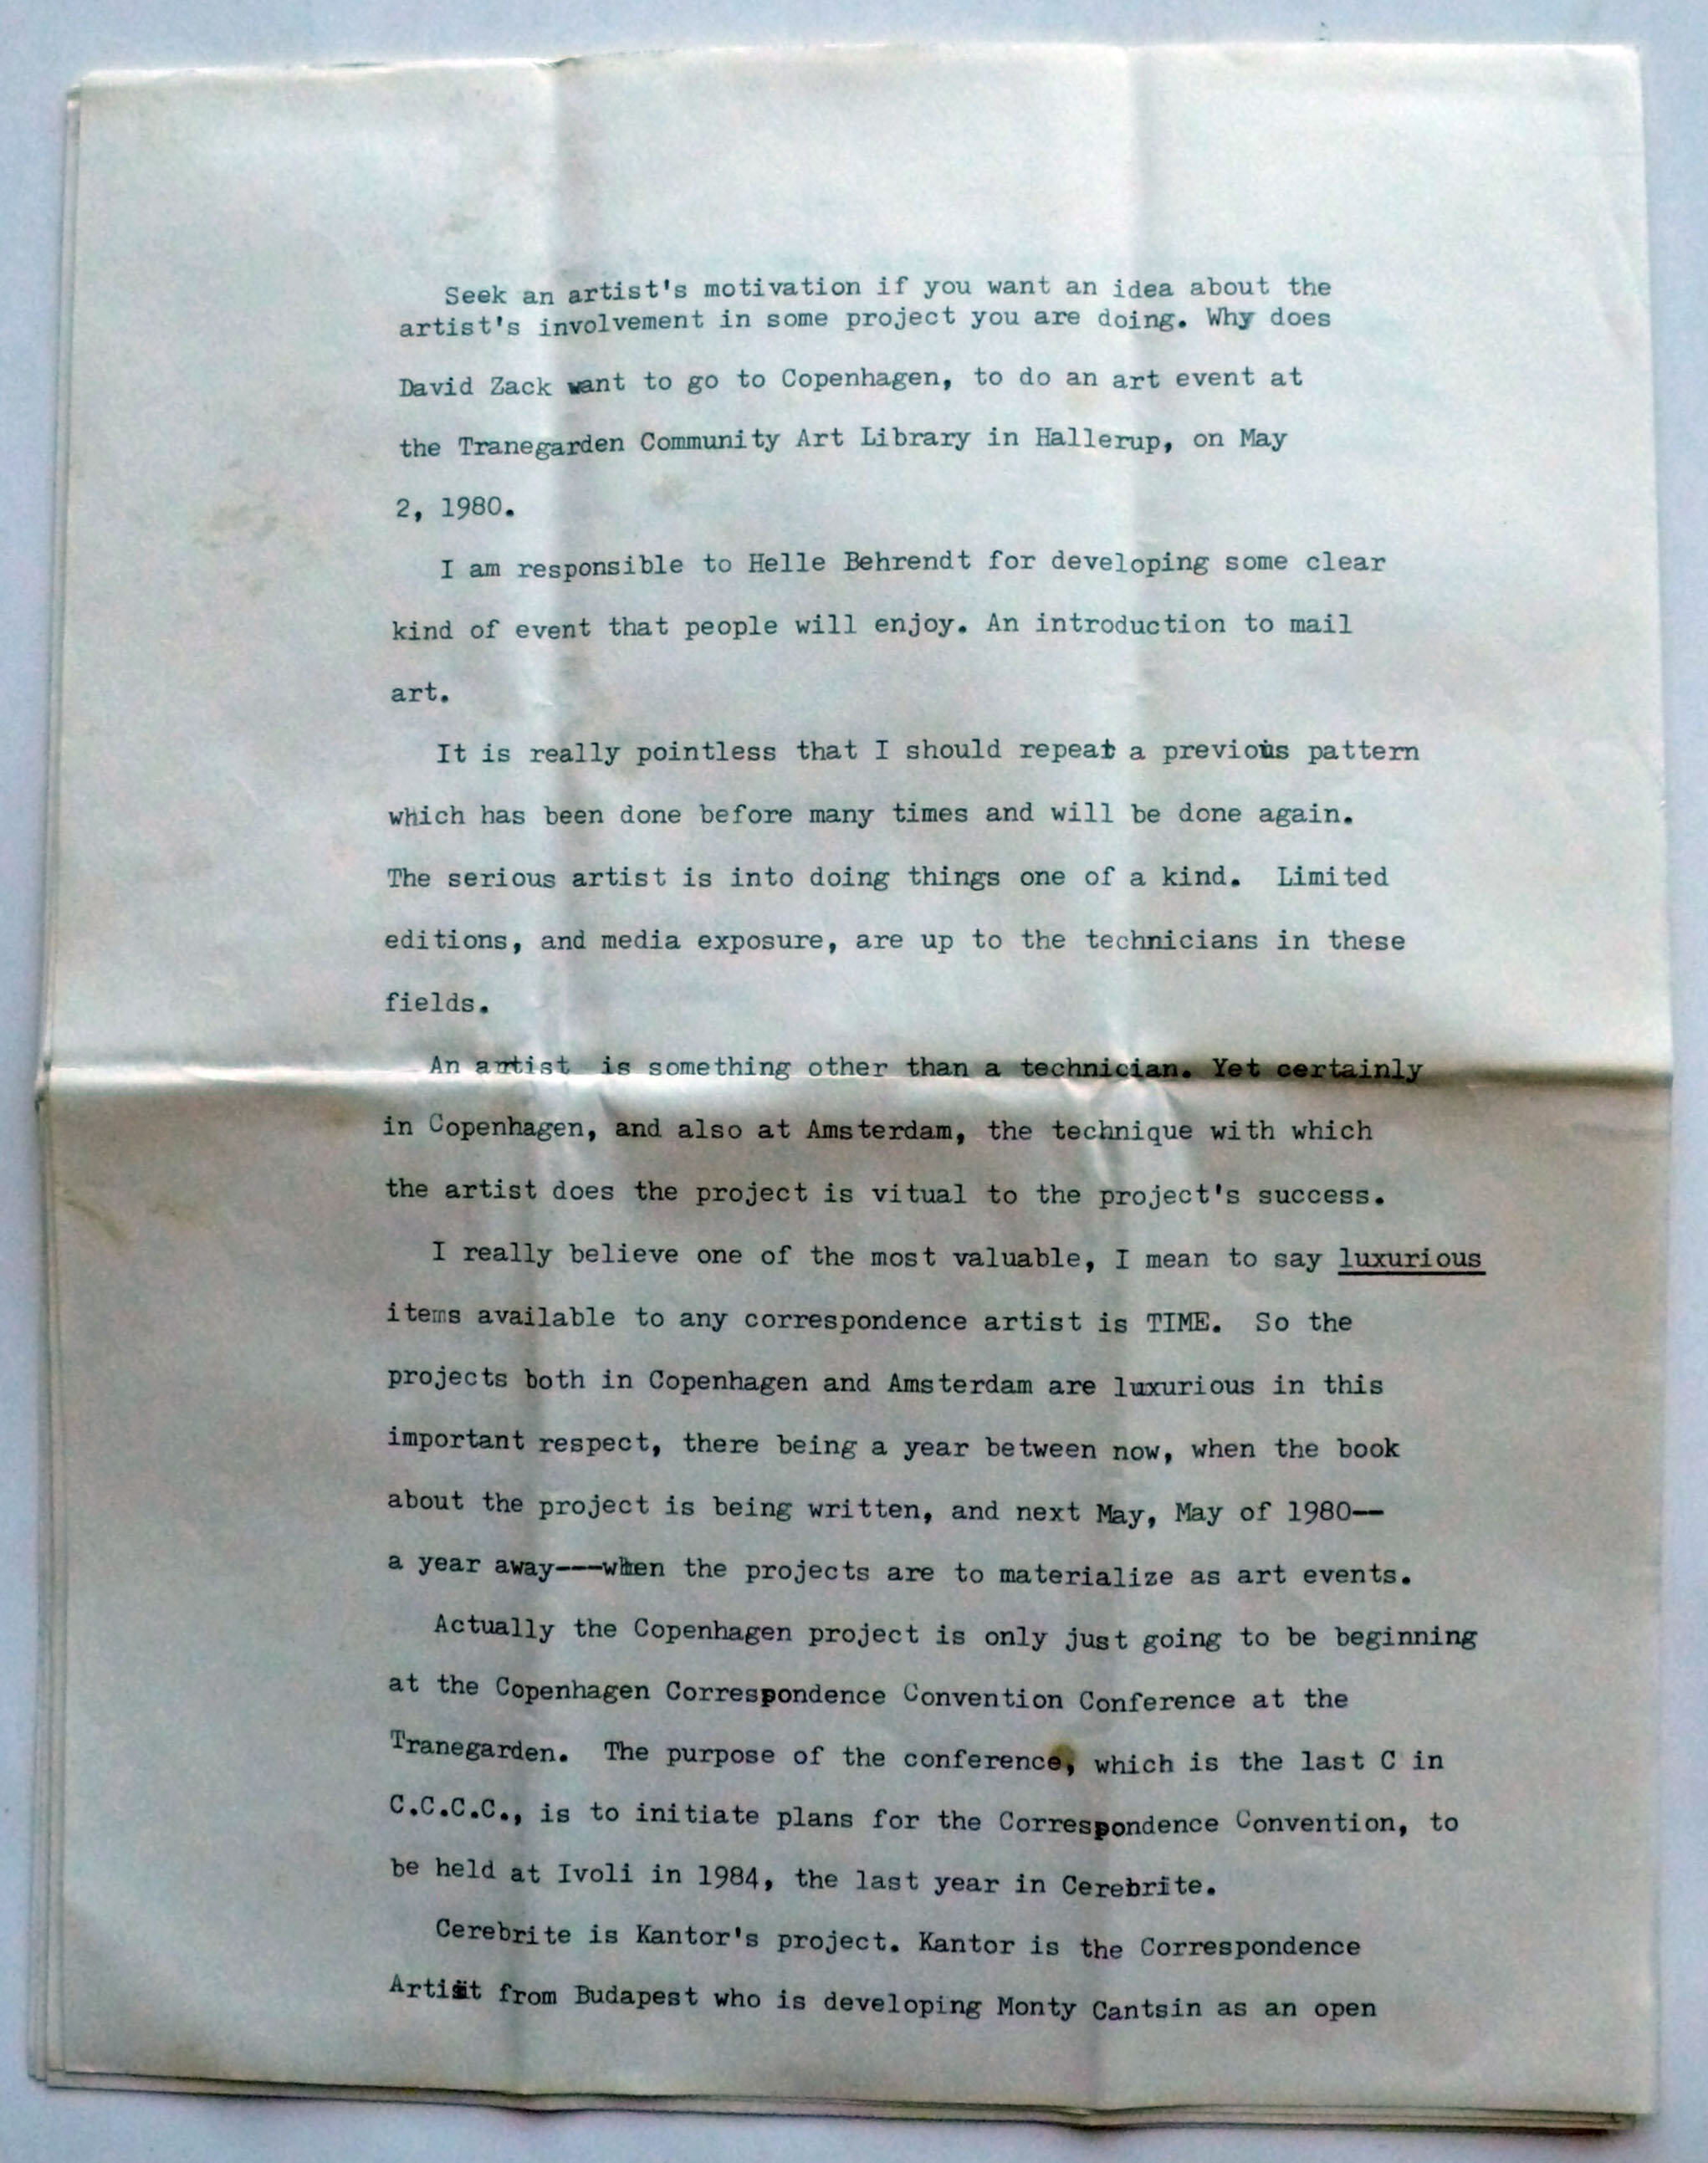 Seek an artist's motivation if you want an idea about the
artist's involvement in some project you are doing. Why does
David Zack want to go to Copenhagen, to do an art event at
the Tranegarden Community Art Library in Hallerup, on May
2, 1980.
I am responsible to Helle Behrendt for developing some clear
kind of event that people will enjoy. An introduction to mail
art.
It is really pointless that I should repeat a previous pattern
which has been done before many times and will be done again.
The serious artist is into doing things one of a kind. Limited
editions, and media exposure, are up to the technicians in these
fields.
An artist is something other than a technician. Yet certainly
in Copenhagen, and also at Amsterdam, the technique with which
the artist does the project is vitual to the project's success.
I really believe one of the most valuable, I mean to say luxurious
items available to any correspondence artist is TIME. So the
projects both in Copenhagen and Amsterdam are luxurious in this
important respect, there being a year between now, when the book
about the project is being written, and next May, May of 1980--
a year away---when the projects are to materialize as art events.
Actually the Copenhagen project is only just going to be beginning
at the Copenhagen Correspondence Convention Conference at the
Tranegarden. The purpose of the conference, which is the last C in
C.C.C.C., is to initiate plans for the Correspondence Convention, to
be held at Ivoli in 1984, the last year in Cerebrite.
Cerebrite is Kantor's project. Kantor is the Correspondence
Artist from Budapest who is developing Monty Cantsin as an open